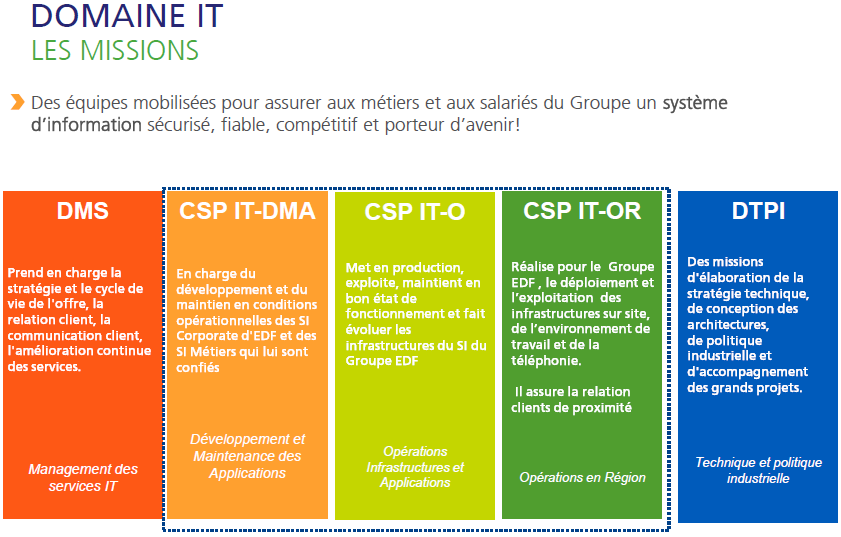 DOMAINE IT
LES MISSIONS
Des équipes mobilisées pour assurer aux métiers et aux salariés du Groupe un système
d'information sécurisé, fiable, compétitif et porteur d'avenir!
DMS
Prend en charge la
stratégie et le cycle de
vie de l'offre, la
relation client, la
communication client,
l'amélioration continue
des services.
Management des
services IT
CSP IT-DMA
En charge du
développement et du
maintien en conditions
opérationnelles des SI
Corporate d'EDF et des
SI Métiers qui lui sont
confiés
Développement et
Maintenance des
Applications
CSP IT-O
Met en production,
exploite, maintient en
bon état de
fonctionnement et fait
évoluer les
infrastructures du SI du
Groupe EDF
Opérations
Infrastructures et
Applications
CSP IT-OR
Réalise pour le Groupe
EDF , le déploiement et
l'exploitation des
infrastructures sur site,
de l'environnement de
travail et de la
téléphonie.
Il assure la relation
clients de proximité
Opérations en Région
DTPI
Des missions
d'élaboration de la
stratégie technique,
de conception des
architectures,
de politique
industrielle et
d'accompagnement
des grands projets.
Technique et politique
industrielle